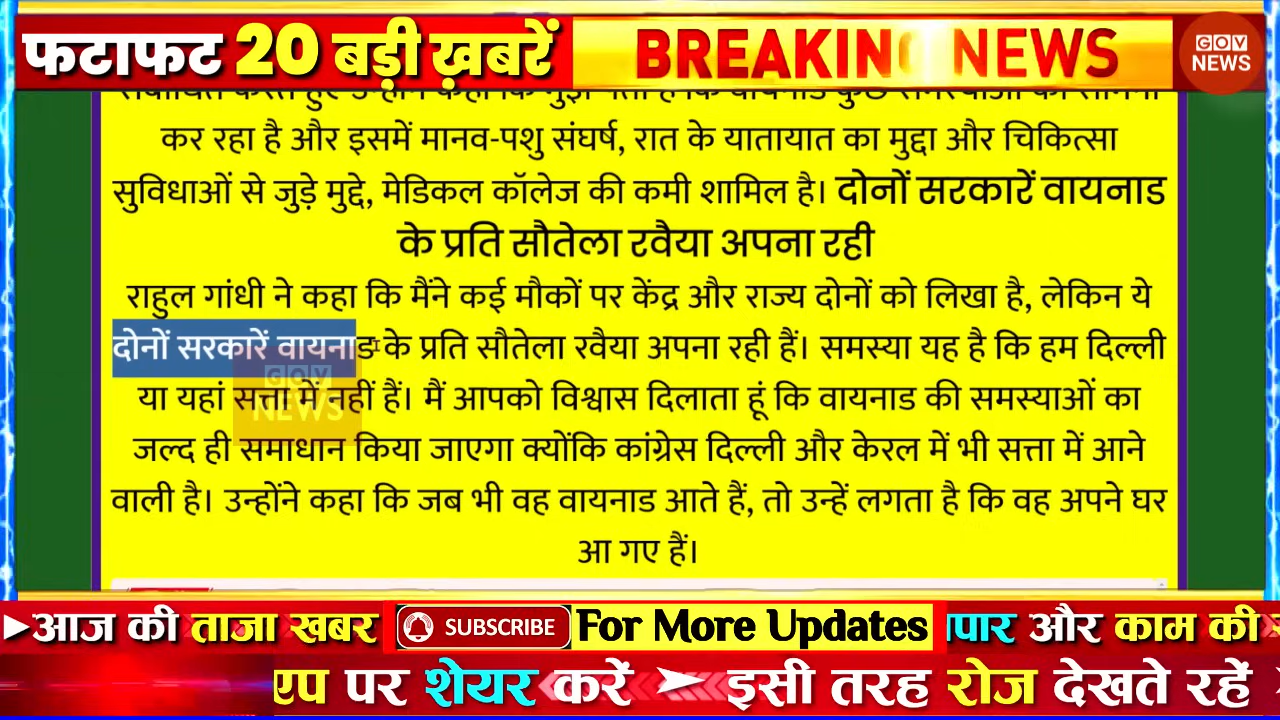 फटाफट 20 बड़ी ख़बरें
BREAKING NEWS
GOV
NEWS
कर रहा है और इसमें मानव-पशु संघर्ष, रात के यातायात का मुद्दा और चिकित्सा
सुविधाओं से जुड़े मुद्दे, मेडिकल कॉलेज की कमी शामिल है। दोनों सरकारें वायनाड
के प्रति सौतेला रवैया अपना रही
राहुल गांधी ने कहा कि मैंने कई मौकों पर केंद्र और राज्य दोनों को लिखा है, लेकिन ये
दोनों सरकारें वायनाड के प्रति सौतेला रवैया अपना रही हैं। समस्या यह है कि हम दिल्ली
या यहां सत्ता में नहीं हैं। मैं आपको विश्वास दिलाता हूं कि वायनाड की समस्याओं का
जल्द ही समाधान किया जाएगा क्योंकि कांग्रेस दिल्ली और केरल में भी सत्ता में आने
वाली है। उन्होंने कहा कि जब भी वह वायनाड आते हैं, तो उन्हें लगता है कि वह अपने घर
आ गए हैं।
GOV
NEWS
आज की ताजा खबर
SUBSCRIBE
For More Updates
और काम की
पर शेयर करें इसी तरह रोज देखते रहें